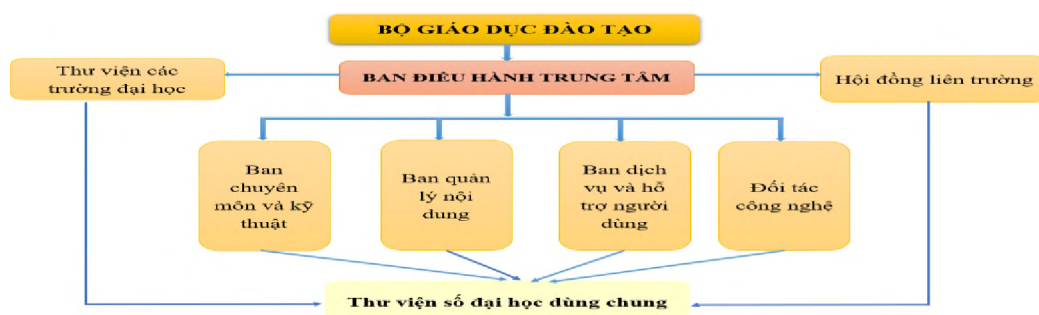 BỘ GIÁO DỤC ĐÀO TẠO
Thư viện các
trường đại học
BAN ĐIỀU HÀNH TRUNG TÂM
Hội đồng liên trường
Ban
chuyên
môn và kỹ
thuật
Ban quản
lý nội
dung
Ban dịch
vụ và hỗ
trợ người
dùng
Đối tác
công nghệ
Thư viện số đại học dùng chung